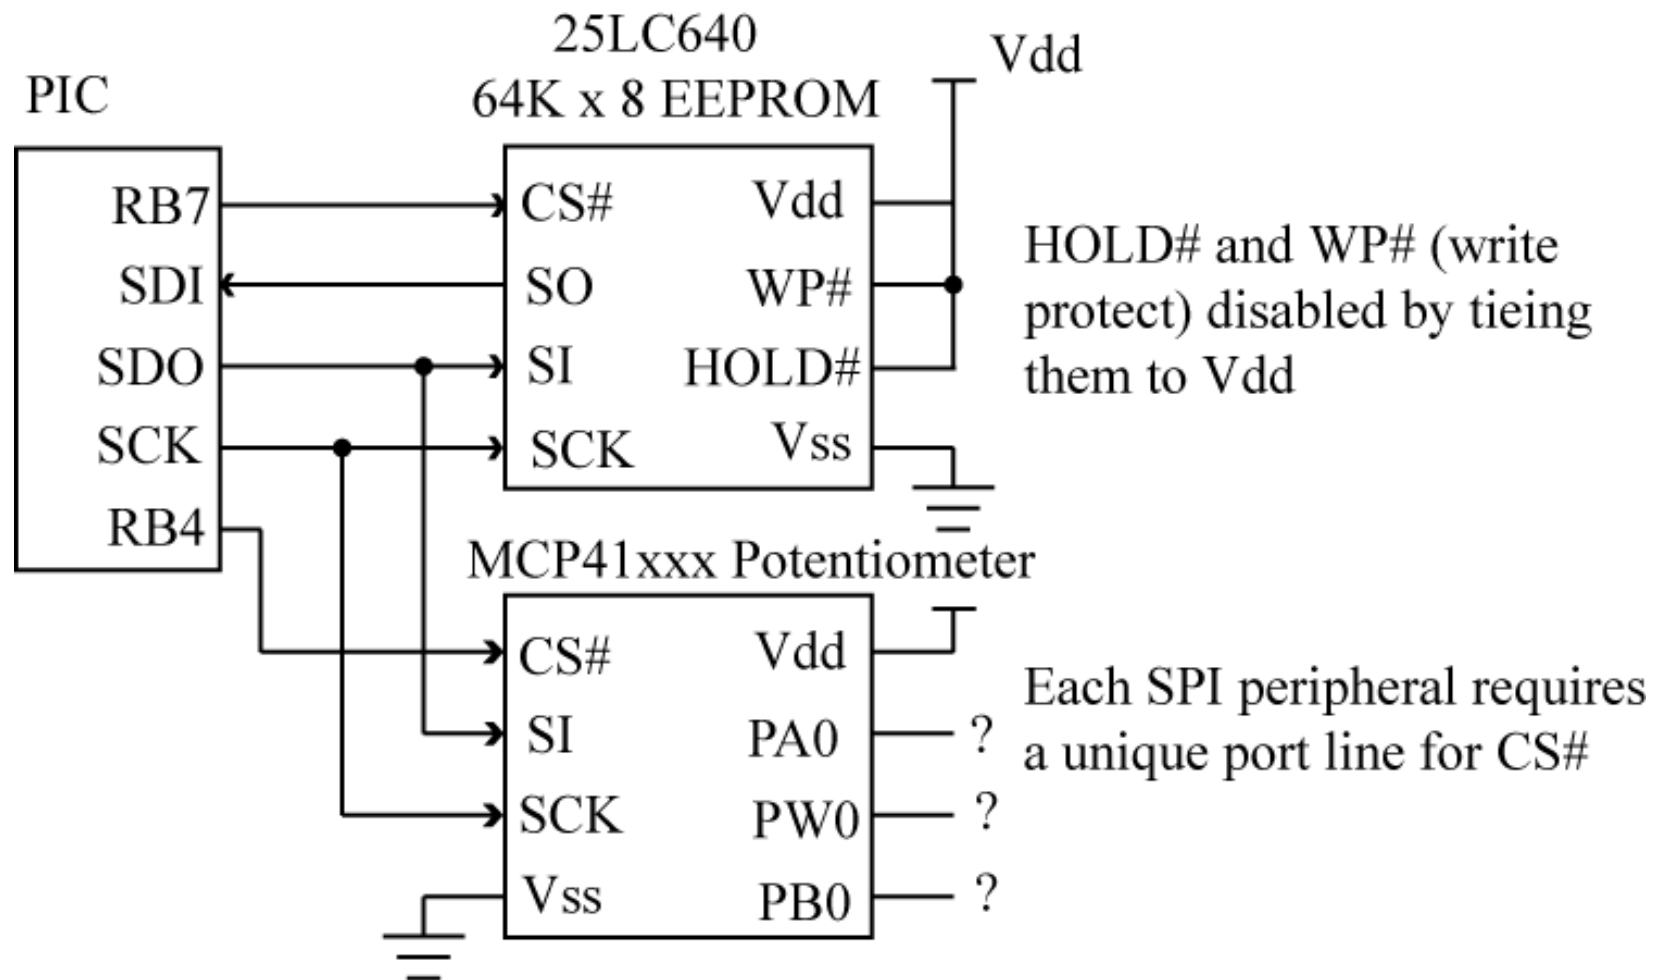 25LC640
64K x 8 EEPROM
Vdd
PIC
RB7
SDI
SDO
SCK
RB4
CS#
SO
SI
SCK
Vdd
WP#
HOLD#
Vss
HOLD# and WP# (write
protect) disabled by tieing
them to Vdd
MCP41xxx Potentiometer
CS#
SI
SCK
Vss
Vdd
PA0 ?
PW0 ?
PB0 ?
Each SPI peripheral requires
a unique port line for CS#